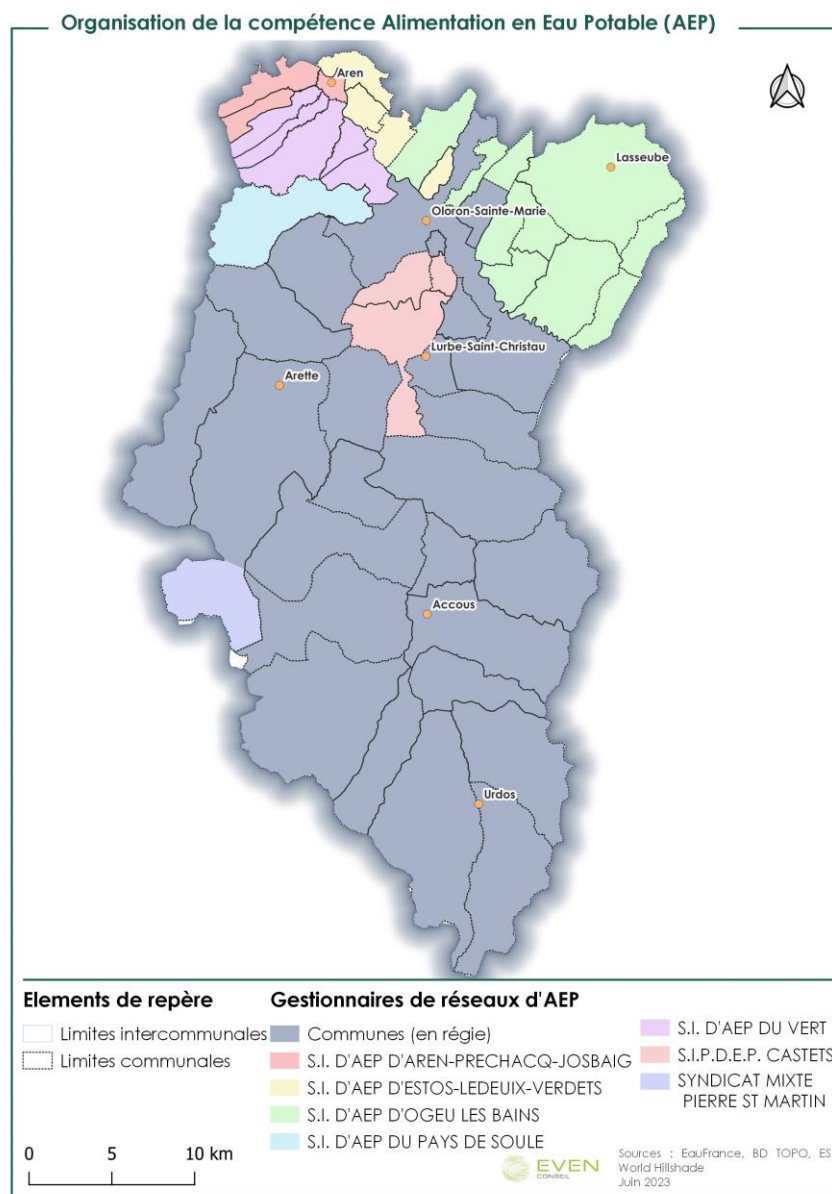 Organisation de la compétence Alimentation en Eau Potable (AEP)
Aren
Lasseube
Oloron-Sainte-Marie
Lurbe-Saint-Christau
Arette
Accous
Urdos
Elements de repère
Limites intercommunales
Limites communales
Gestionnaires de réseaux d'AEP
Communes (en régie)
S.I. D'AEP D'AREN-PRECHACQ-JOSBAIG
S.I. D'AEP D'ESTOS-LEDEUIX-VERDETS
S.I. D'AEP D'OGEU LES BAINS
S.I. D'AEP DU PAYS DE SOULE
S.I. D'AEP DU VERT
S.I.P.D.E.P. CASTETS
SYNDICAT MIXTE
PIERRE ST MARTIN
0 5 10 km
EVEN
CONSEIL
Sources : EauFrance, BD TOPO, ES
World Hillshade
Juin 2023